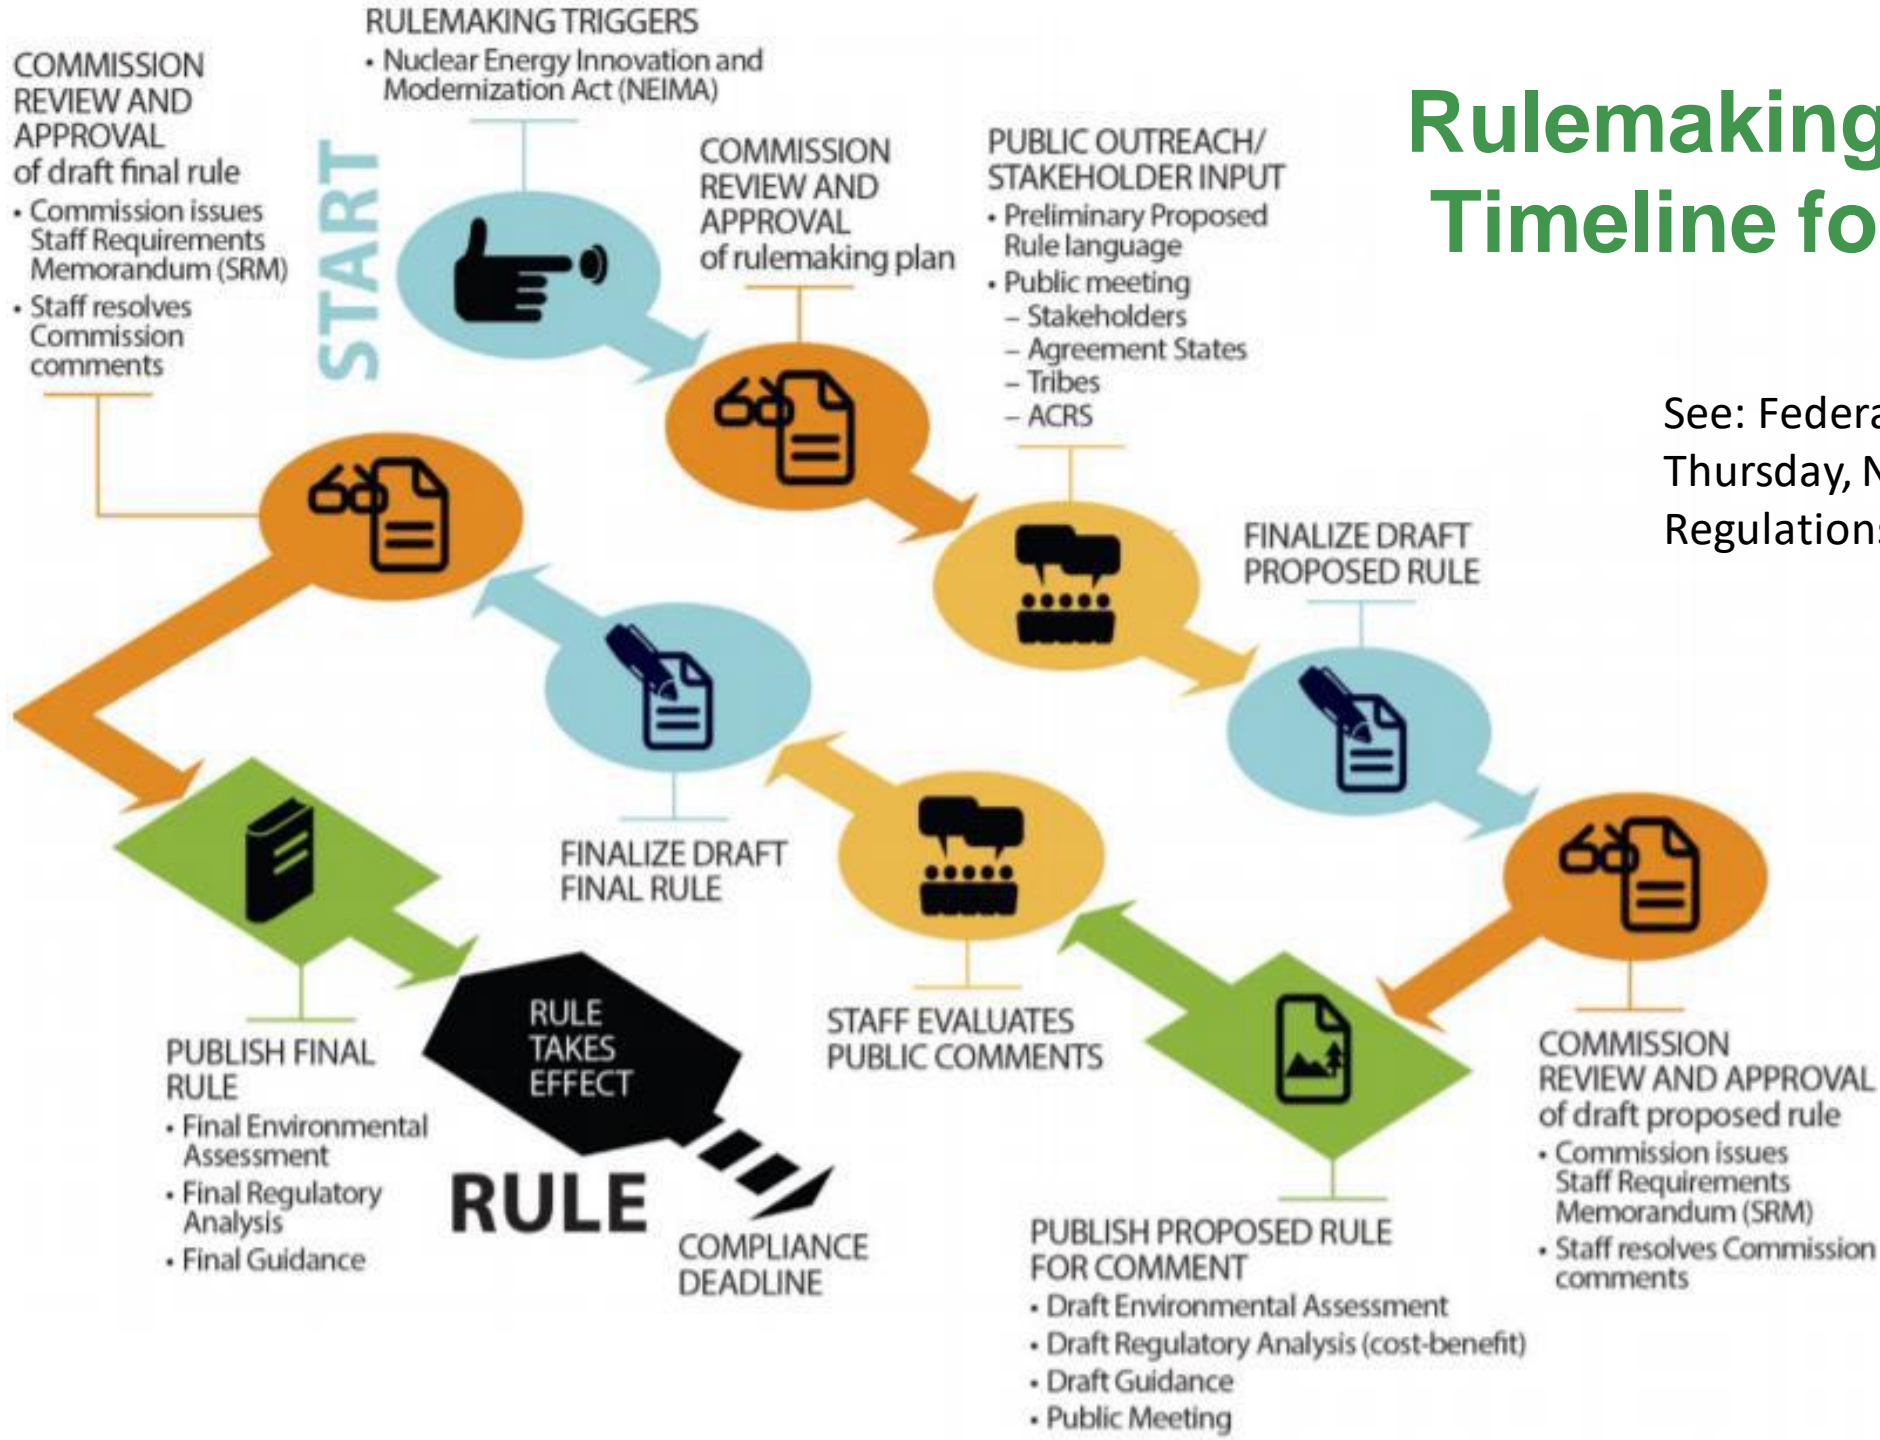 Rulemaking
Timeline fo
See: Federa
Thursday, N
Regulations
START
RULEMAKING TRIGGERS
• Nuclear Energy Innovation and
Modernization Act (NEIMA)
COMMISSION
REVIEW AND
APPROVAL
of rulemaking plan
PUBLIC OUTREACH/
STAKEHOLDER INPUT
• Preliminary Proposed
Rule language
• Public meeting
– Stakeholders
– Agreement States
– Tribes
– ACRS
FINALIZE DRAFT
PROPOSED RULE
COMMISSION
REVIEW AND APPROVAL
of draft proposed rule
• Commission issues
Staff Requirements
Memorandum (SRM)
• Staff resolves Commission
comments
PUBLISH PROPOSED RULE
FOR COMMENT
• Draft Environmental Assessment
• Draft Regulatory Analysis (cost-benefit)
• Draft Guidance
• Public Meeting
STAFF EVALUATES
PUBLIC COMMENTS
FINALIZE DRAFT
FINAL RULE
COMMISSION
REVIEW AND
APPROVAL
of draft final rule
• Commission issues
Staff Requirements
Memorandum (SRM)
• Staff resolves
Commission
comments
PUBLISH FINAL
RULE
• Final Environmental
Assessment
• Final Regulatory
Analysis
• Final Guidance
RULE
TAKES
EFFECT
RULE
COMPLIANCE
DEADLINE